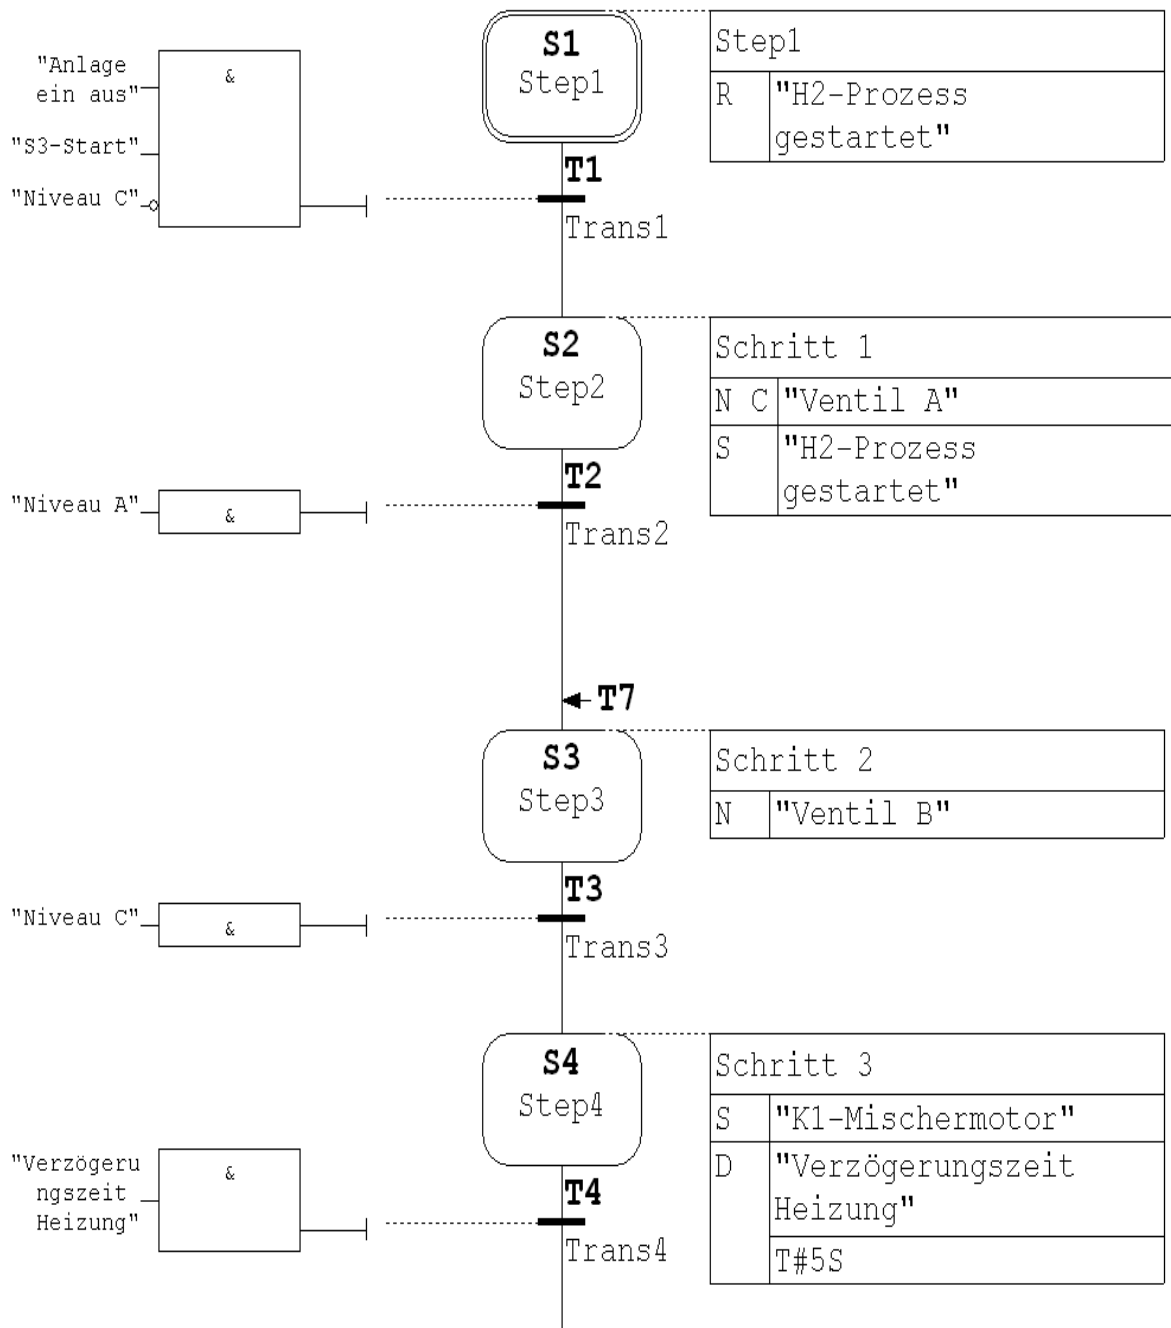 S1
Step1
Step1
R "H2-Prozess
gestartet"
"Anlage
ein aus"
&
"S3-Start"
"Niveau C"
T1
Trans1
S2
Step2
Schritt 1
N C "Ventil A"
S "H2-Prozess
gestartet"
"Niveau A"
&
T2
Trans2
T7
S3
Step3
Schritt 2
N "Ventil B"
"Niveau C"
&
T3
Trans3
S4
Step4
Schritt 3
S "K1-Mischermotor"
D "Verzögerungszeit
Heizung"
T#5S
"Verzögeru
ngszeit
Heizung"
&
T4
Trans4